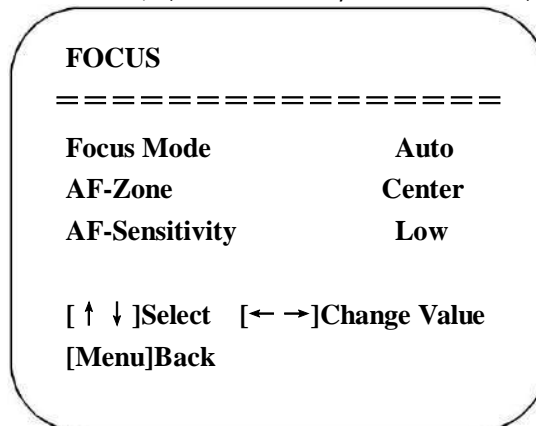 FOCUS
================
Focus Mode Auto
AF-Zone Center
AF-Sensitivity Low
[ ↑ ↓ ]Select [← →]Change Value
[Menu]Back